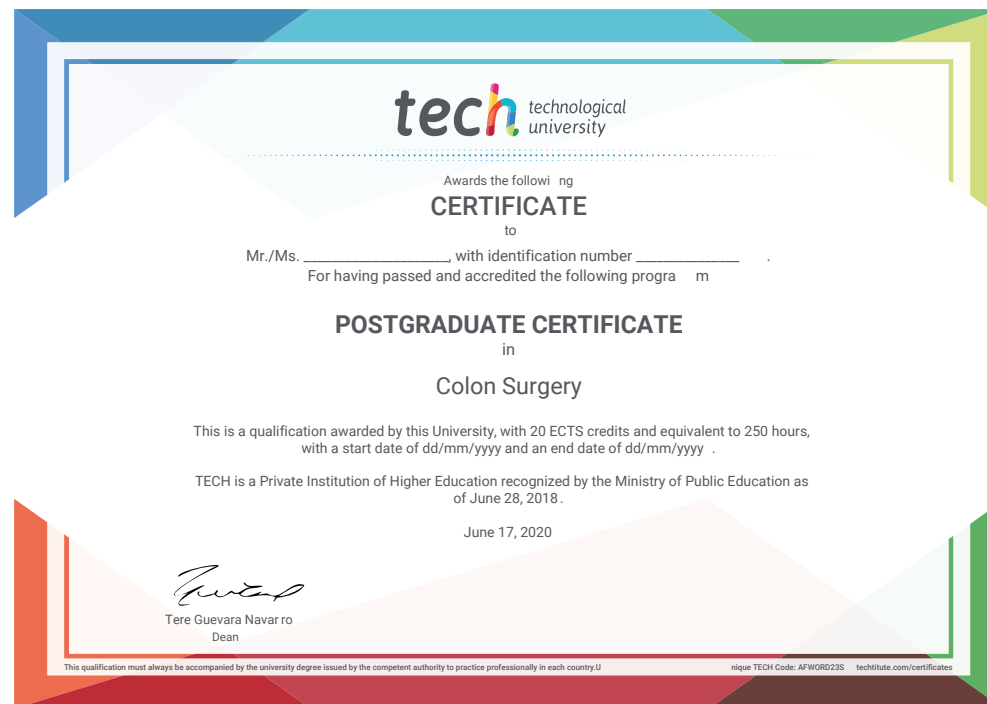 tech technological
university
Awards the followi ng
CERTIFICATE
to
Mr./Ms. ____________________, with identification number ______________ .
For having passed and accredited the following progra m
POSTGRADUATE CERTIFICATE
in
Colon Surgery
This is a qualification awarded by this University, with 20 ECTS credits and equivalent to 250 hours,
with a start date of dd/mm/yyyy and an end date of dd/mm/yyyy .
TECH is a Private Institution of Higher Education recognized by the Ministry of Public Education as
of June 28, 2018 .
June 17, 2020
Tere Guevara Navar ro
Dean
This qualification must always be accompanied by the university degree issued by the competent authority to practice professionally in each country.U nique TECH Code: AFWORD23S techtitute.com/certificates